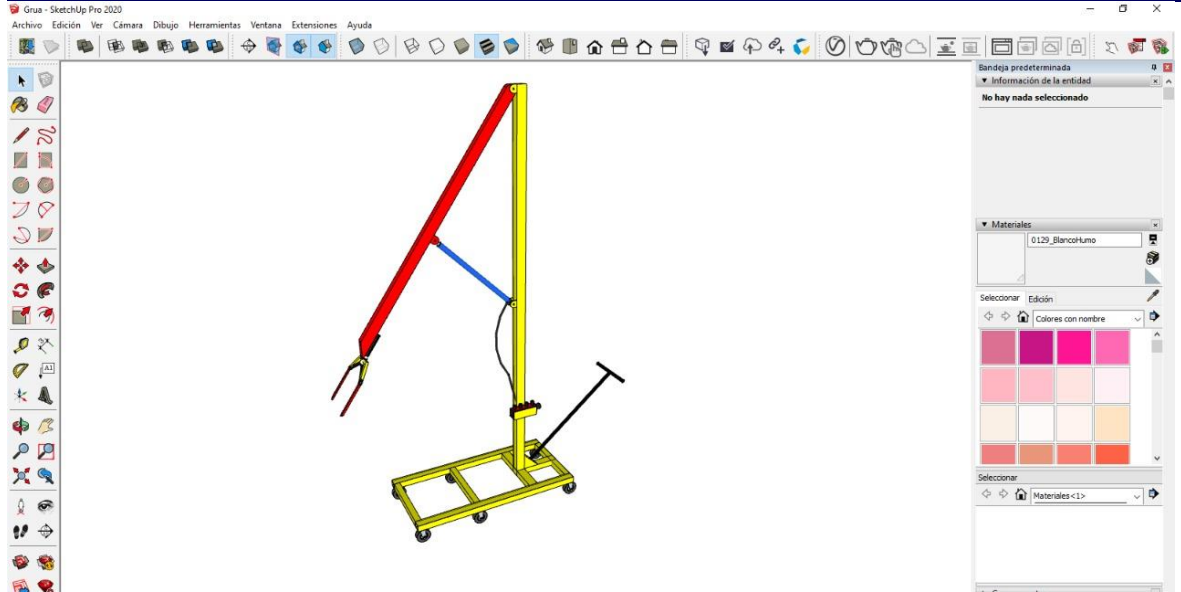 Grua - SketchUp Pro 2020
Archivo Edición Ver Cámara Dibujo Herramientas Ventana Extensiones Ayuda
Bandeja predeterminada
Información de la entidad
No hay nada seleccionado
Materiales
0129_BlancoHumo
Seleccionar Edición
Colores con nombre
A1
Seleccionar
Materiales<1>